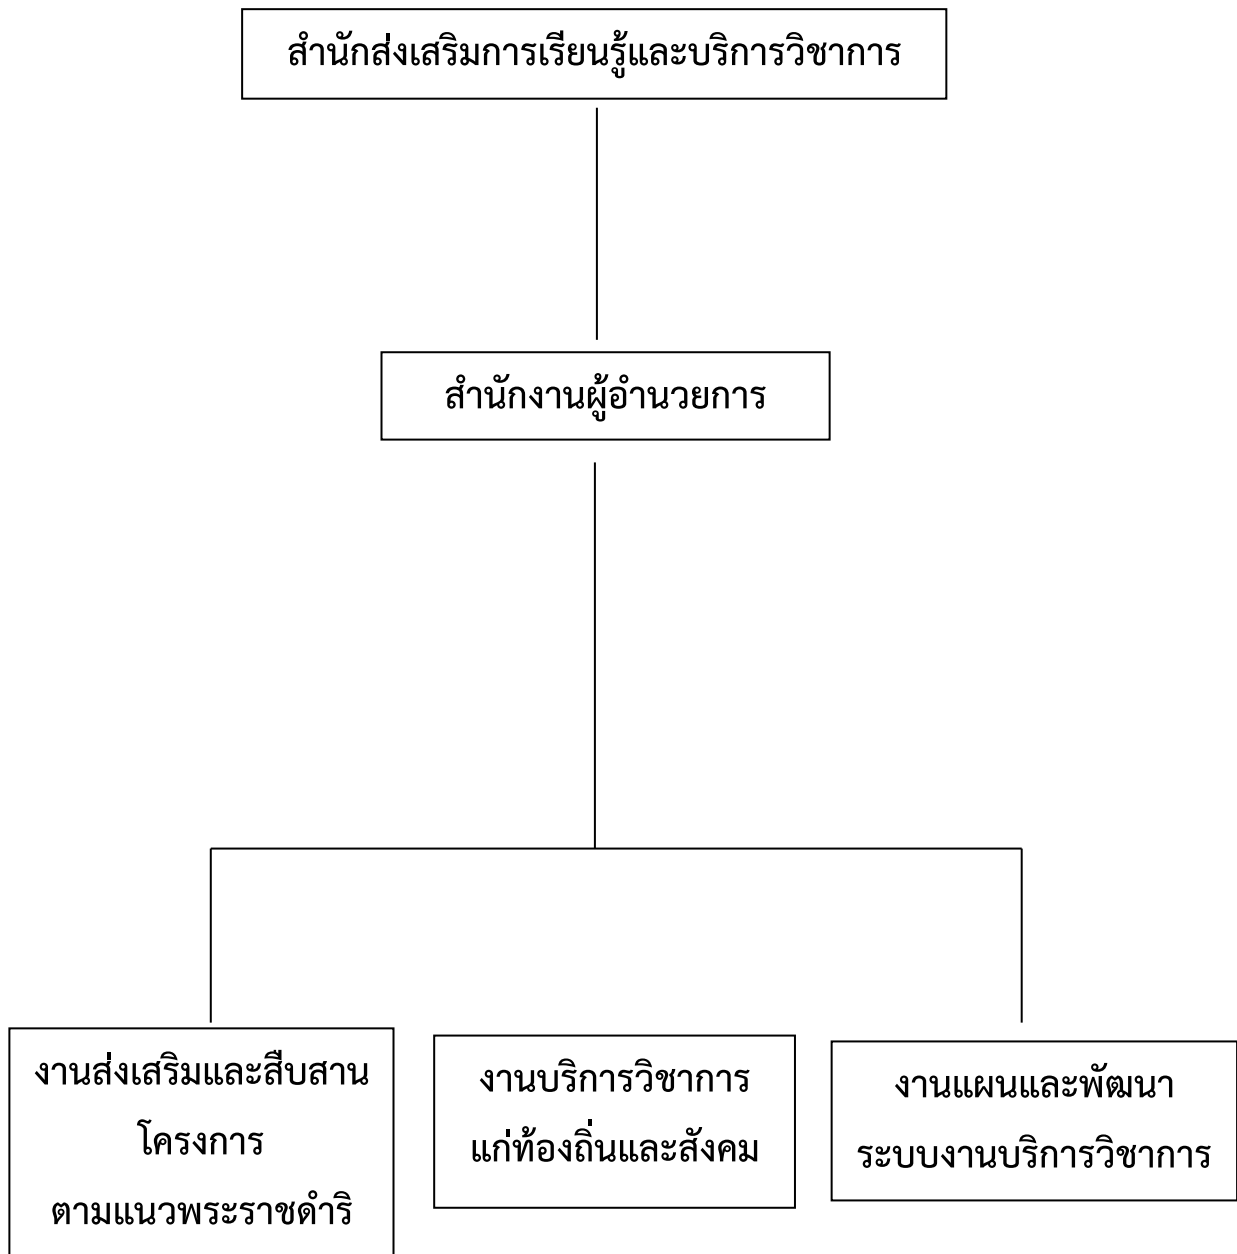 สำนักส่งเสริมการเรียนรู้และบริการวิชาการ
สำนักงานผู้อำนวยการ
งานส่งเสริมและสืบสาน
โครงการ
ตามแนวพระราชดำริ
งานบริการวิชาการ
แก่ท้องถิ่นและสังคม
งานแผนและพัฒนา
ระบบงานบริการวิชาการ